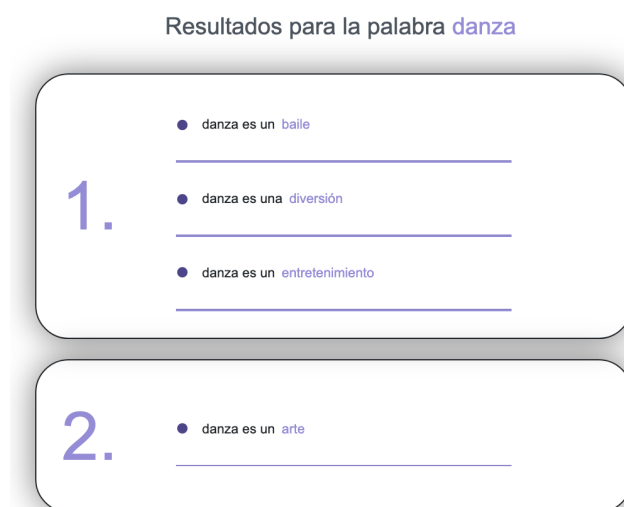 Resultados para la palabra danza
1.
danza es un baile
danza es una diversión
danza es un entretenimiento
2.
danza es un arte